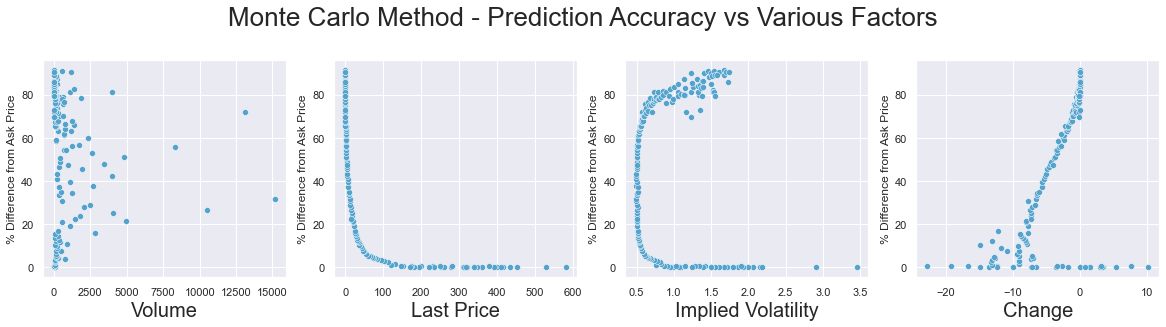 Monte Carlo Method - Prediction Accuracy vs Various Factors
% Difference from Ask Price
80
60
40
20
0
0 2500 5000 7500 10000 12500 15000
Volume
% Difference from Ask Price
80
60
40
20
0
0 100 200 300 400 500 600
Last Price
% Difference from Ask Price
80
60
40
20
0
0.5 1.0 1.5 2.0 2.5 3.0 3.5
Implied Volatility
% Difference from Ask Price
80
60
40
20
0
−20 −10 0 10
Change